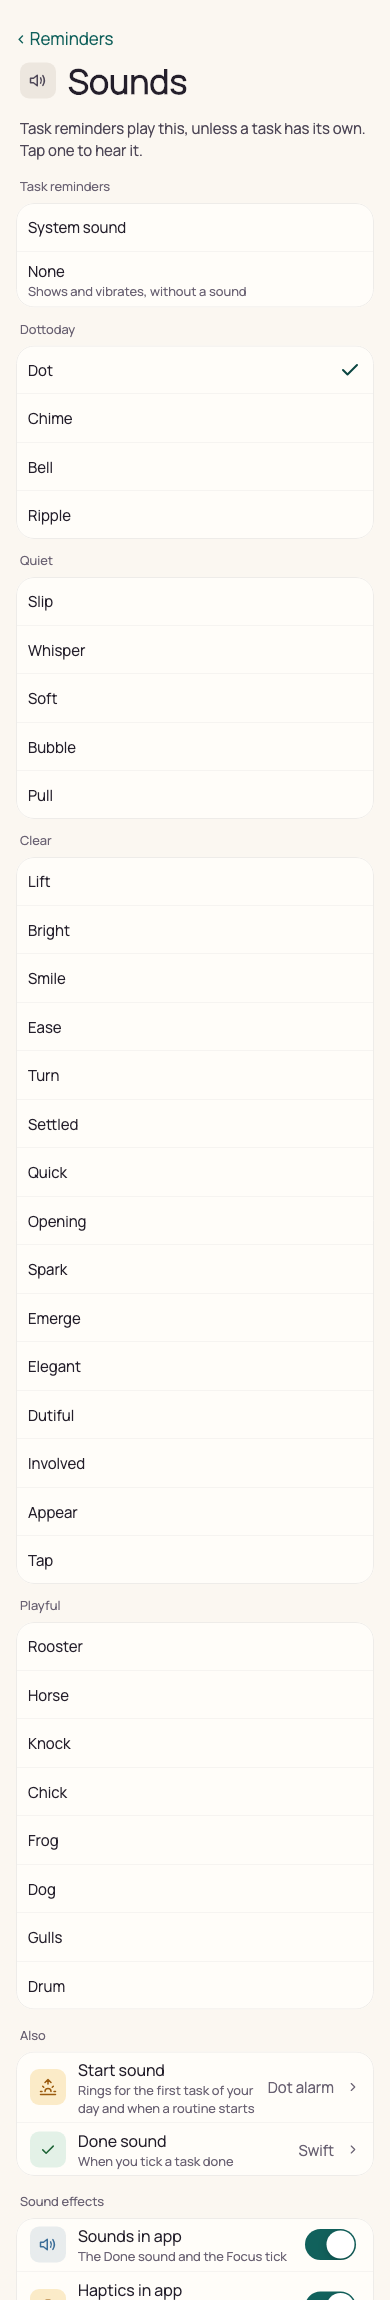 ‹ Reminders
Sounds
Task reminders play this, unless a task has its own.
Tap one to hear it.
Task reminders
System sound
None
Shows and vibrates, without a sound
Dottoday
Dot
Chime
Bell
Ripple
Quiet
Slip
Whisper
Soft
Bubble
Pull
Clear
Lift
Bright
Smile
Ease
Turn
Settled
Quick
Opening
Spark
Emerge
Elegant
Dutiful
Involved
Appear
Tap
Playful
Rooster
Horse
Knock
Chick
Frog
Dog
Gulls
Drum
Also
Start sound
Rings for the first task of your
day and when a routine starts
Dot alarm
Done sound
When you tick a task done
Swift
Sound effects
Sounds in app
The Done sound and the Focus tick
Haptics in app